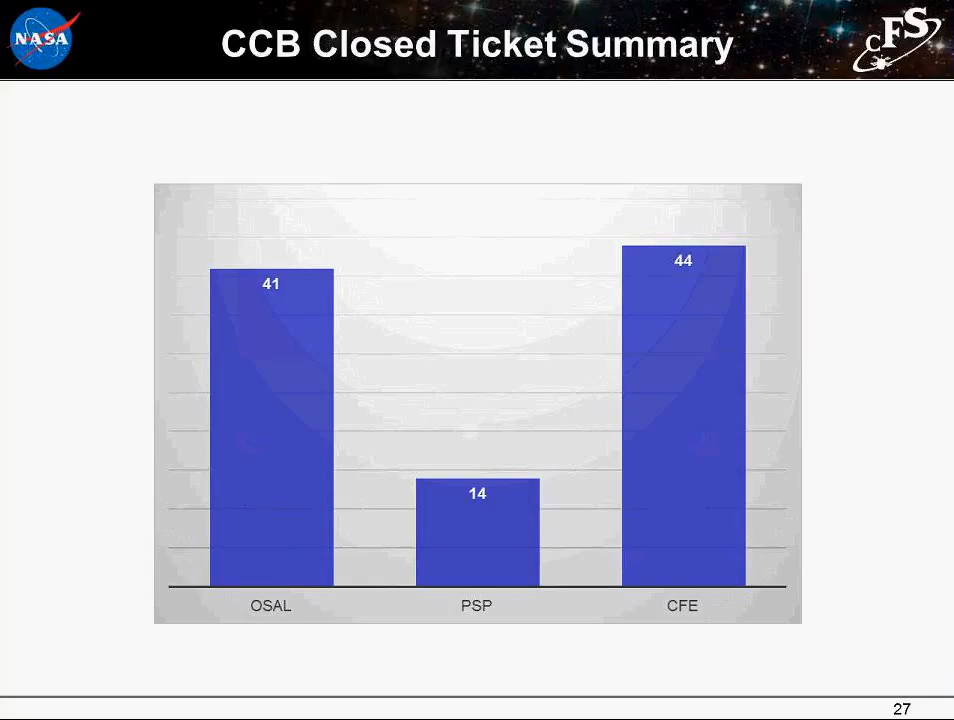 NASA
CCB Closed Ticket Summary
cFS
41
14
44
OSAL
PSP
CFE
27